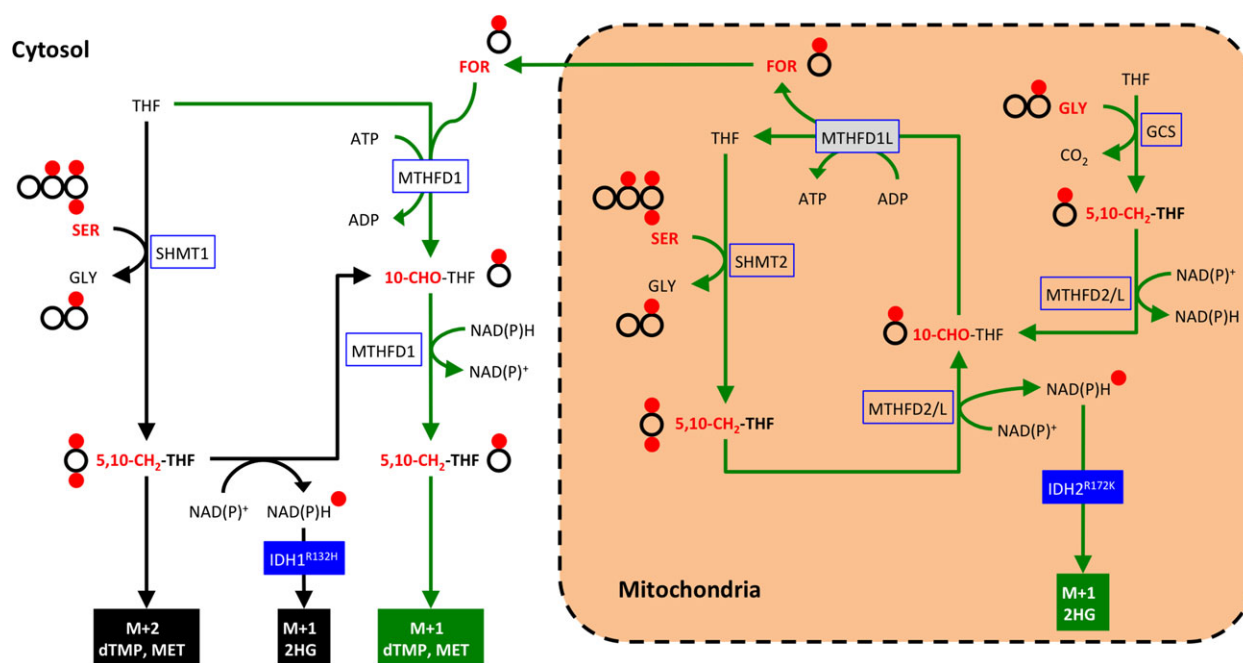 Cytosol
THF
SER
SHMT1
GLY
5,10-CH₂-THF
NAD(P)⁺
NAD(P)H
IDH1ᴿ¹³²ᴴ
M+2
dTMP, MET
M+1
2HG
FOR
ATP
MTHFD1
ADP
10-CHO-THF
MTHFD1
NAD(P)H
NAD(P)⁺
5,10-CH₂-THF
M+1
dTMP, MET
Mitochondria
FOR
THF
MTHFD1L
ATP
ADP
SER
SHMT2
GLY
5,10-CH₂-THF
MTHFD2/L
10-CHO-THF
NAD(P)H
NAD(P)⁺
IDH2ᴿ¹⁷²ᴷ
M+1
2HG
THF
GLY
GCS
CO₂
5,10-CH₂-THF
MTHFD2/L
NAD(P)⁺
NAD(P)H